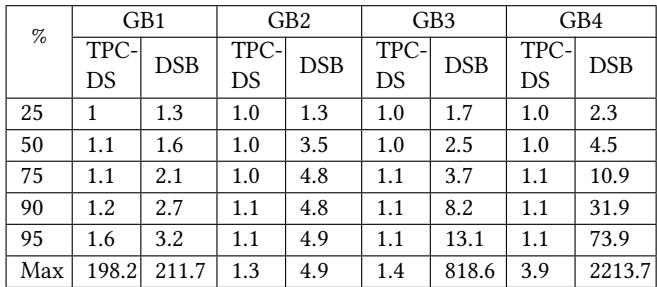 % GB1 GB2 GB3 GB4
TPC-DS DSB TPC-DS DSB TPC-DS DSB TPC-DS DSB
25 1 1.3 1.0 1.3 1.0 1.7 1.0 2.3
50 1.1 1.6 1.0 3.5 1.0 2.5 1.0 4.5
75 1.1 2.1 1.0 4.8 1.1 3.7 1.1 10.9
90 1.2 2.7 1.1 4.8 1.1 8.2 1.1 31.9
95 1.6 3.2 1.1 4.9 1.1 13.1 1.1 73.9
Max 198.2 211.7 1.3 4.9 1.4 818.6 3.9 2213.7